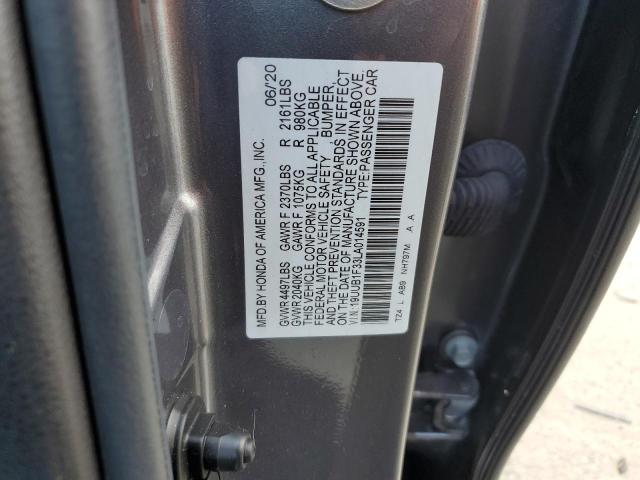 MFD.BY HONDA OF AMERICA MFG.,INC. 06/20
GVWR 4497LBS GAWR F 2370LBS R 2161LBS
GVWR 2040KG GAWR F 1075KG R 980KG
THIS VEHICLE CONFORMS TO ALL APPLICABLE
FEDERAL MOTOR VEHICLE SAFETY BUMPER,
AND THEFT PREVENTION STANDARDS IN EFFECT
ON THE DATE OF MANUFACTURE SHOWN ABOVE.
V.I.N.:19UUB1F33LA014591 TYPE:PASSENGER CAR
TZ4 L A89 NH797M A A